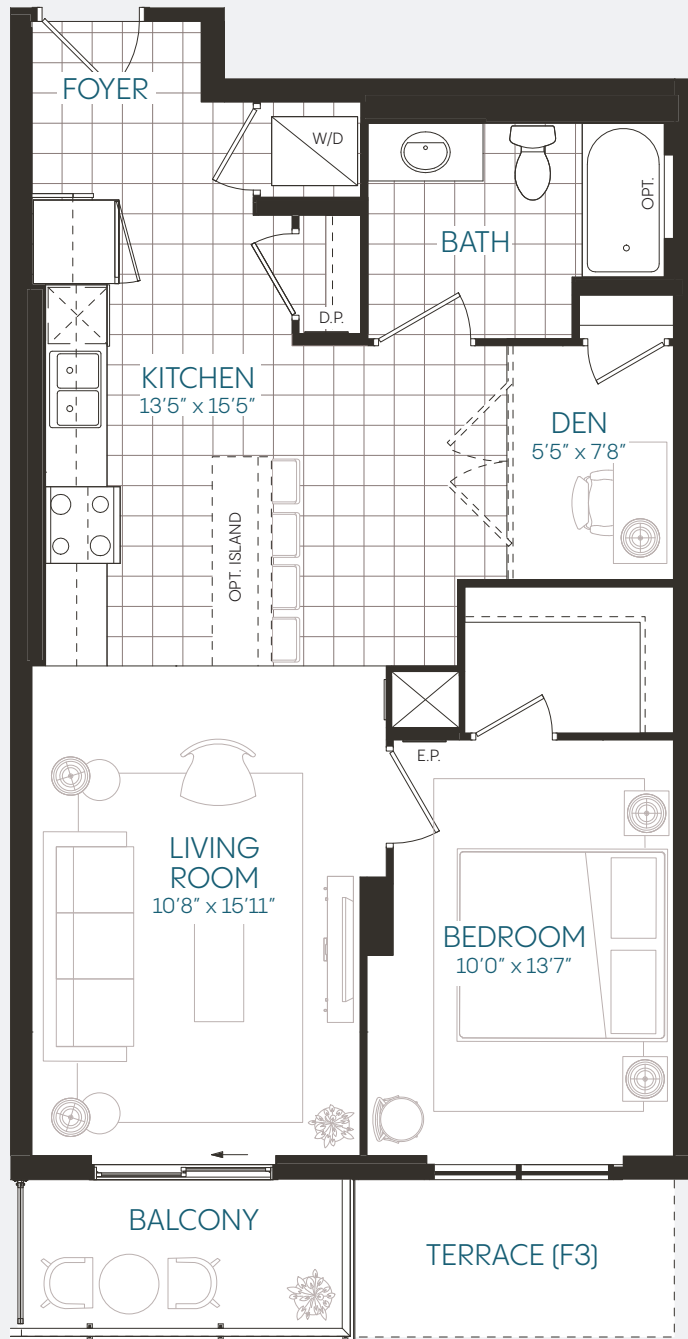 FOYER
W/D
OPT.
BATH
D.P.
KITCHEN
13’5” x 15’5”
DEN
5’5” x 7’8”
OPT. ISLAND
E.P.
LIVING
ROOM
10’8” x 15’11”
BEDROOM
10’0” x 13’7”
BALCONY
TERRACE (F3)